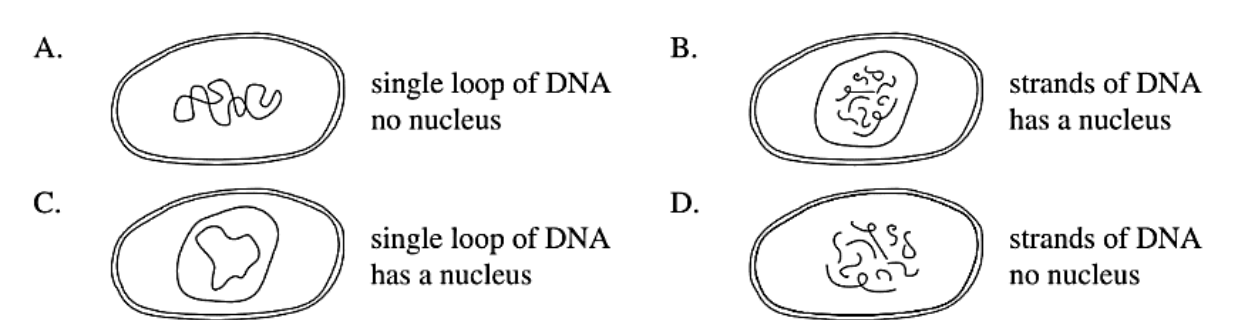 A.
single loop of DNA
no nucleus
B.
strands of DNA
has a nucleus
C.
single loop of DNA
has a nucleus
D.
strands of DNA
no nucleus